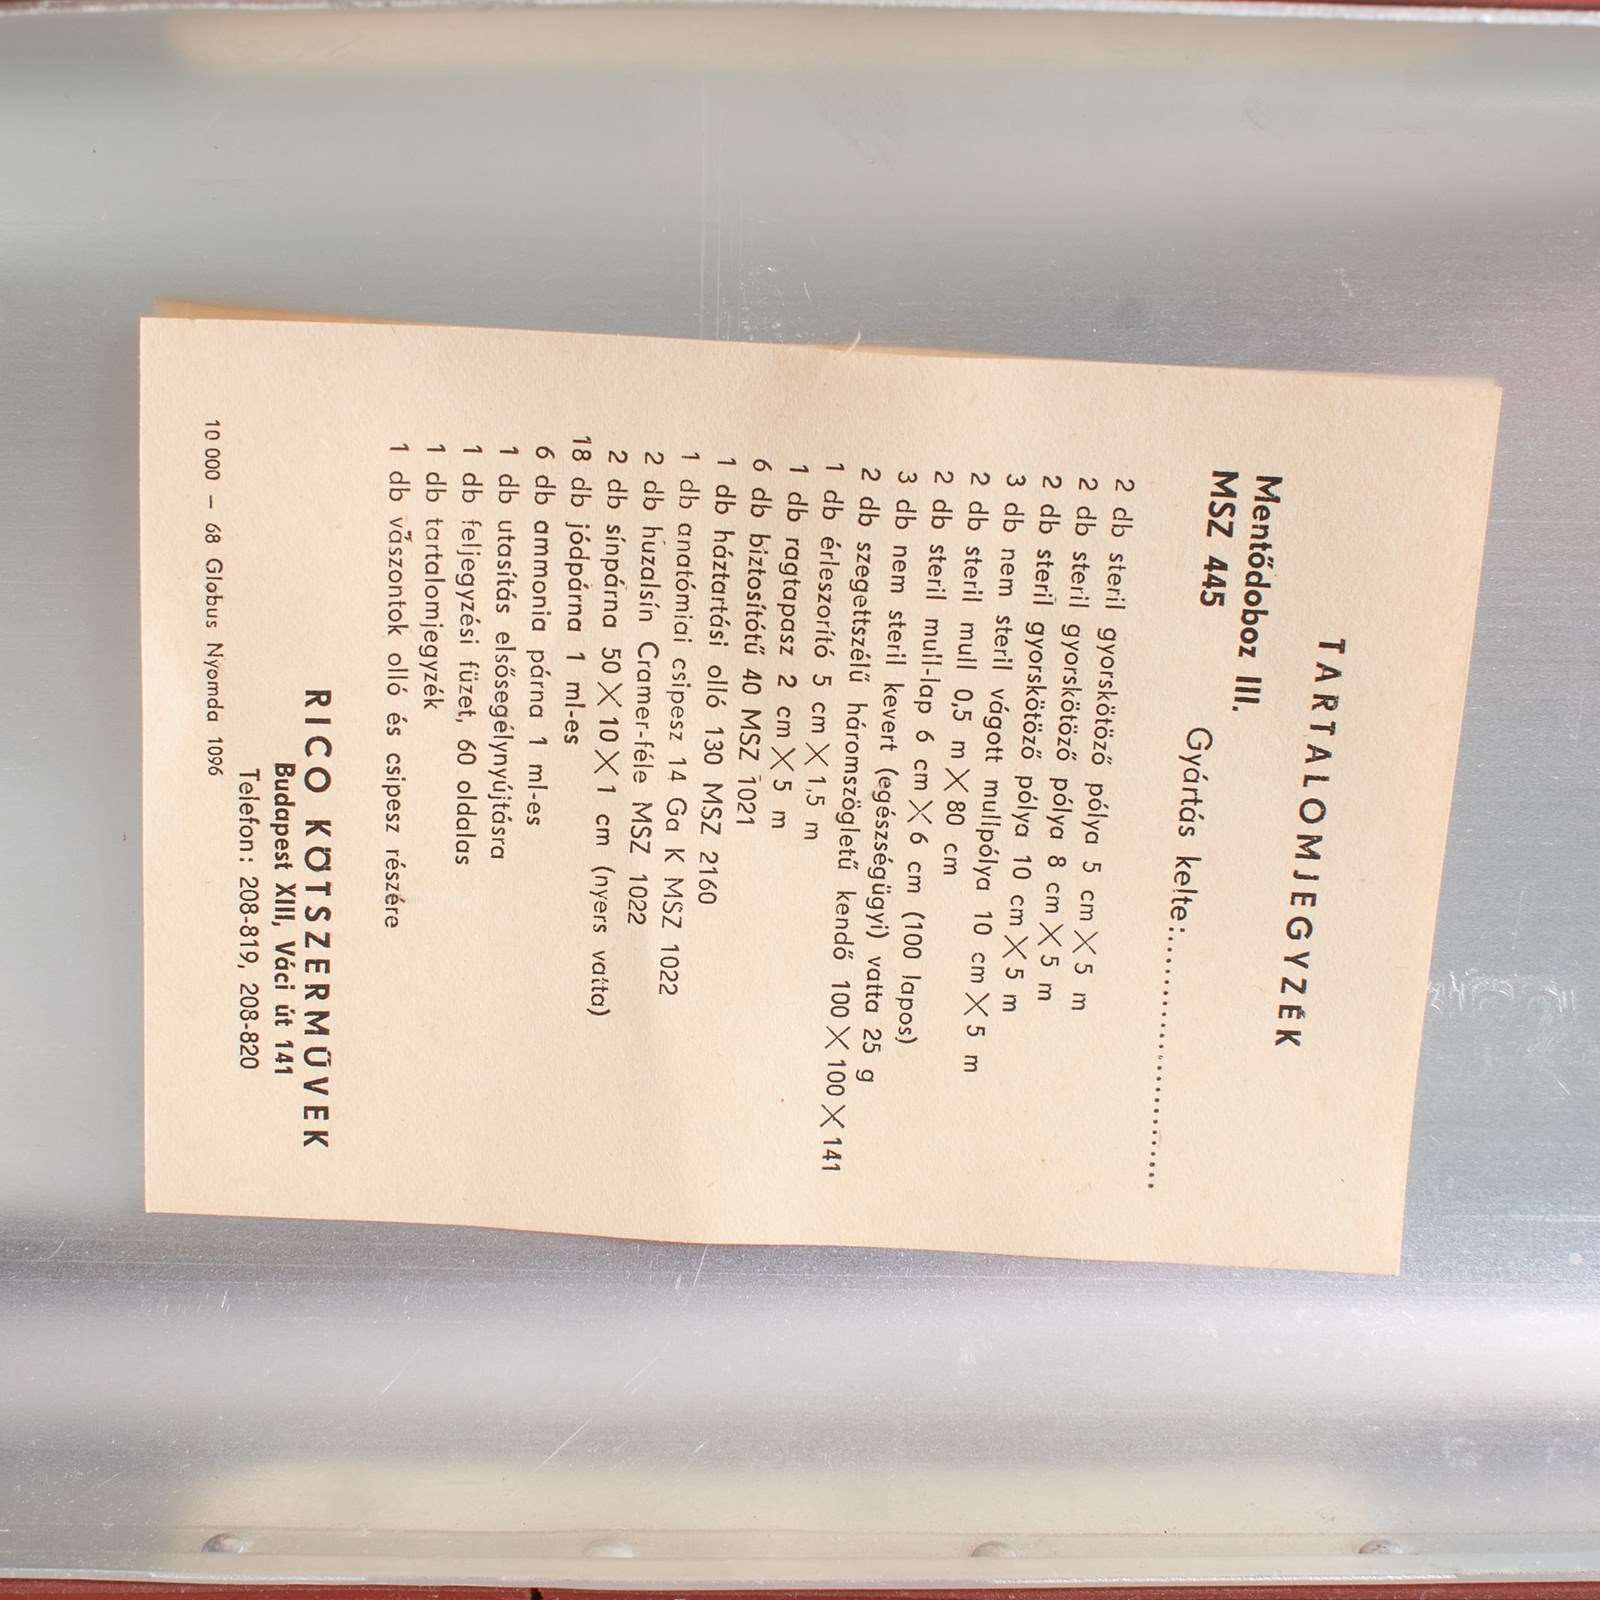 TARTALOMJEGYZÉK
Mentődoboz III.
MSZ 445
Gyártás kelte:
2 db steril gyorskötöző pólya 5 cm X 5 m
2 db steril gyorskötöző pólya 8 cm X 5 m
2 db steril gyorskötöző pólya 10 cm X 5 m
3 db nem steril vágott mullpólya 10 cm X 5 m
2 db steril mull 0,5 m X 80 cm
2 db steril mull-lap 6 cm X 6 cm (100 lapos)
3 db nem steril kevert (egészségügyi) vatta 25 g
2 db szegettszélű háromszögletű kendő 100 X 100 X 141
1 db érleszorító 5 cm X 1,5 m
1 db ragtapasz 2 cm X 5 m
6 db biztosítótű 40 MSZ 1021
1 db háztartási olló 130 MSZ 2160
1 db anatómiai csipesz 14 Ga K MSZ 1022
2 db huzalsín Cramer-féle MSZ 1022
2 db sínpárna 50 X 10 X 1 cm (nyers vatta)
18 db jódpárna 1 ml-es
6 db ammonia párna 1 ml-es
1 db utasítás elsősegélynyújtásra
1 db feljegyzési füzet, 60 oldalas
1 db tartalomjegyzék
1 db vászontok olló és csipesz részére
RICO KÖTSZERMŰVEK
Budapest XIII, Váci út 141
Telefon: 208-819, 208-820
10 000 — 68 Globus Nyomda 1096